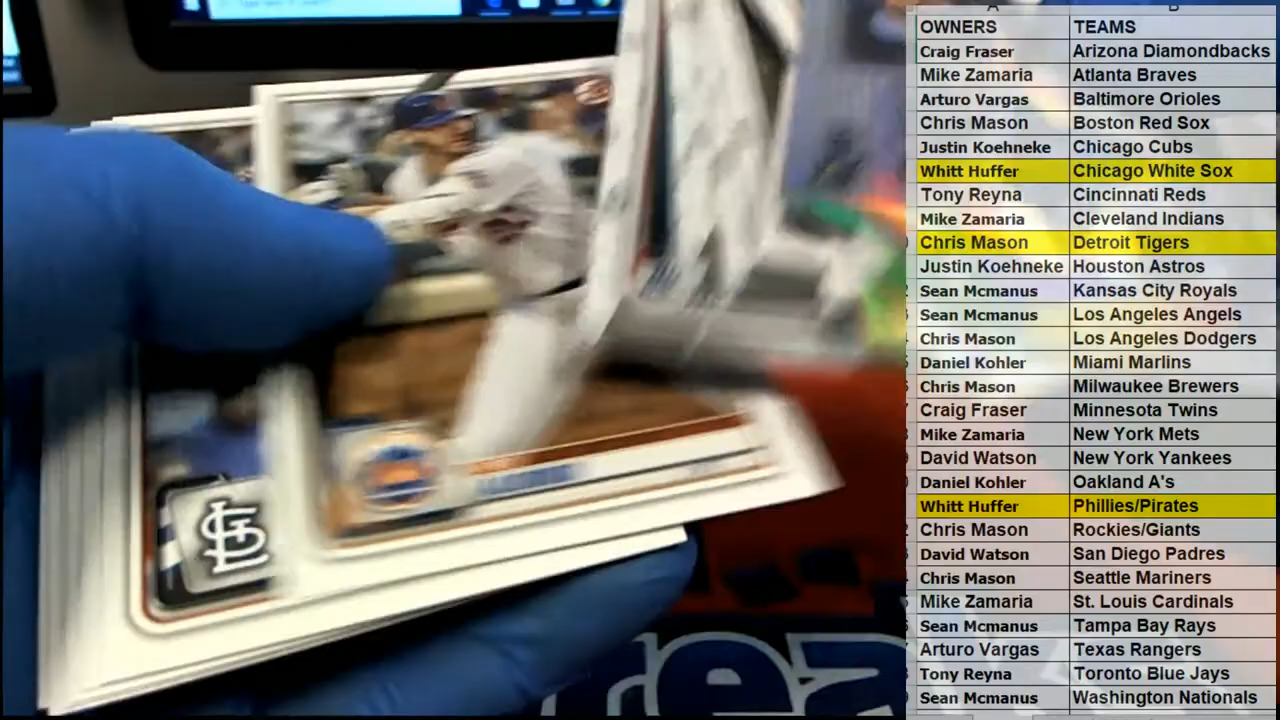 OWNERS TEAMS
Craig Fraser Arizona Diamondbacks
Mike Zamaria Atlanta Braves
Arturo Vargas Baltimore Orioles
Chris Mason Boston Red Sox
Justin Koehneke Chicago Cubs
Whitt Huffer Chicago White Sox
Tony Reyna Cincinnati Reds
Mike Zamaria Cleveland Indians
Chris Mason Detroit Tigers
Justin Koehneke Houston Astros
Sean Mcmanus Kansas City Royals
Sean Mcmanus Los Angeles Angels
Chris Mason Los Angeles Dodgers
Daniel Kohler Miami Marlins
Chris Mason Milwaukee Brewers
Craig Fraser Minnesota Twins
Mike Zamaria New York Mets
David Watson New York Yankees
Daniel Kohler Oakland A's
Whitt Huffer Phillies/Pirates
Chris Mason Rockies/Giants
David Watson San Diego Padres
Chris Mason Seattle Mariners
Mike Zamaria St. Louis Cardinals
Sean Mcmanus Tampa Bay Rays
Arturo Vargas Texas Rangers
Tony Reyna Toronto Blue Jays
Sean Mcmanus Washington Nationals